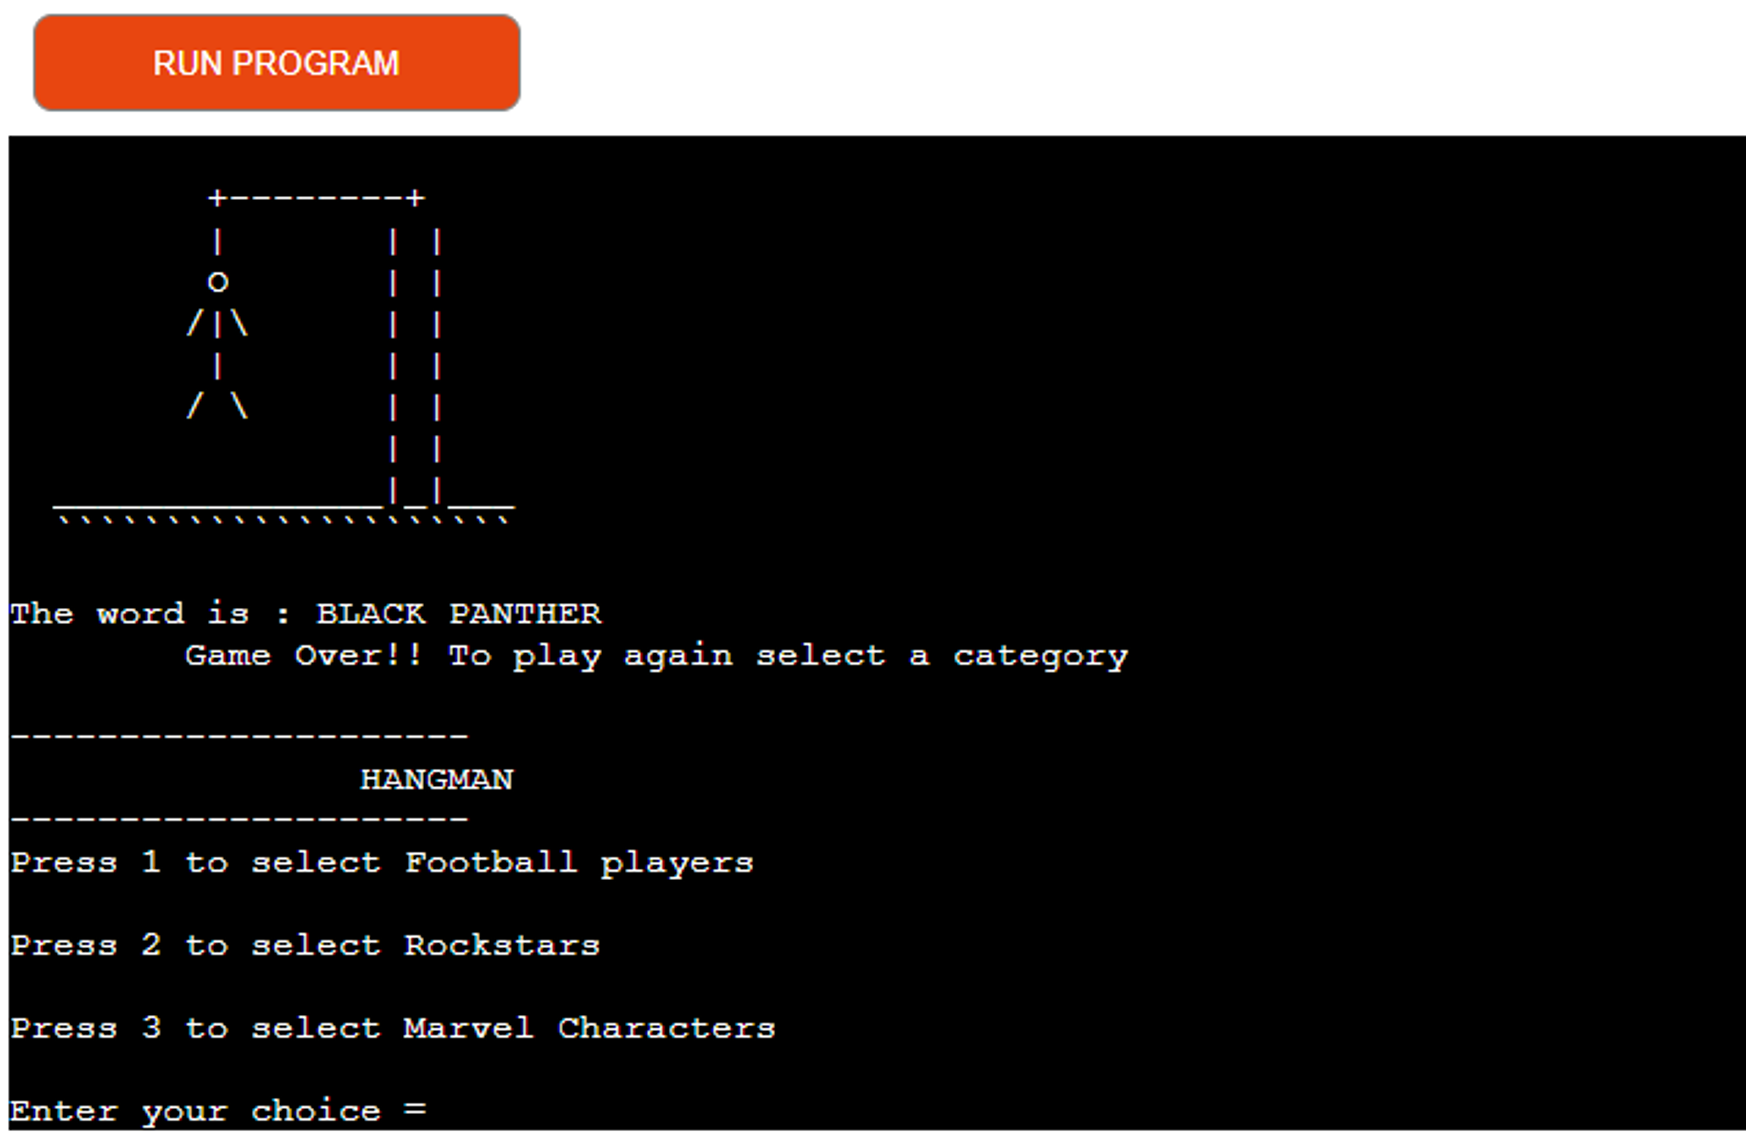 RUN PROGRAM
+--------+
|       | |
O       | |
/|\      | |
|       | |
/ \      | |
| |
_______________|_|___
`````````````````````
The word is : BLACK PANTHER
Game Over!! To play again select a category
---------------------
HANGMAN
---------------------
Press 1 to select Football players
Press 2 to select Rockstars
Press 3 to select Marvel Characters
Enter your choice =